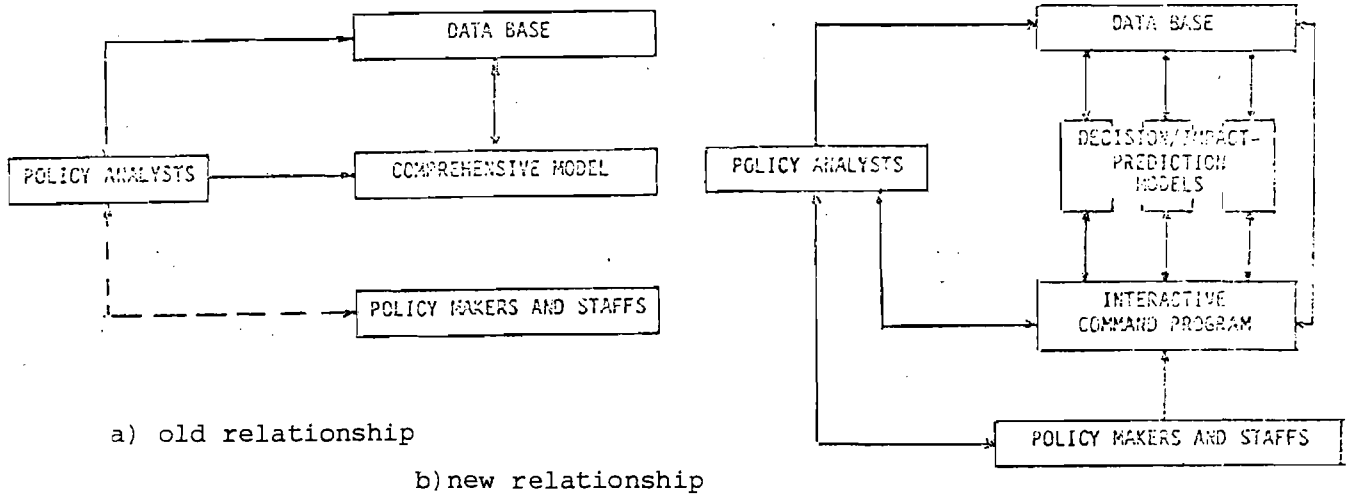 DATA BASE
POLICY ANALYSTS
COMPREHENSIVE MODEL
POLICY MAKERS AND STAFFS
a) old relationship
DATA BASE
POLICY ANALYSTS
DECISION/IMPACT-
PREDICTION
MODELS
INTERACTIVE
COMMAND PROGRAM
POLICY MAKERS AND STAFFS
b)new relationship